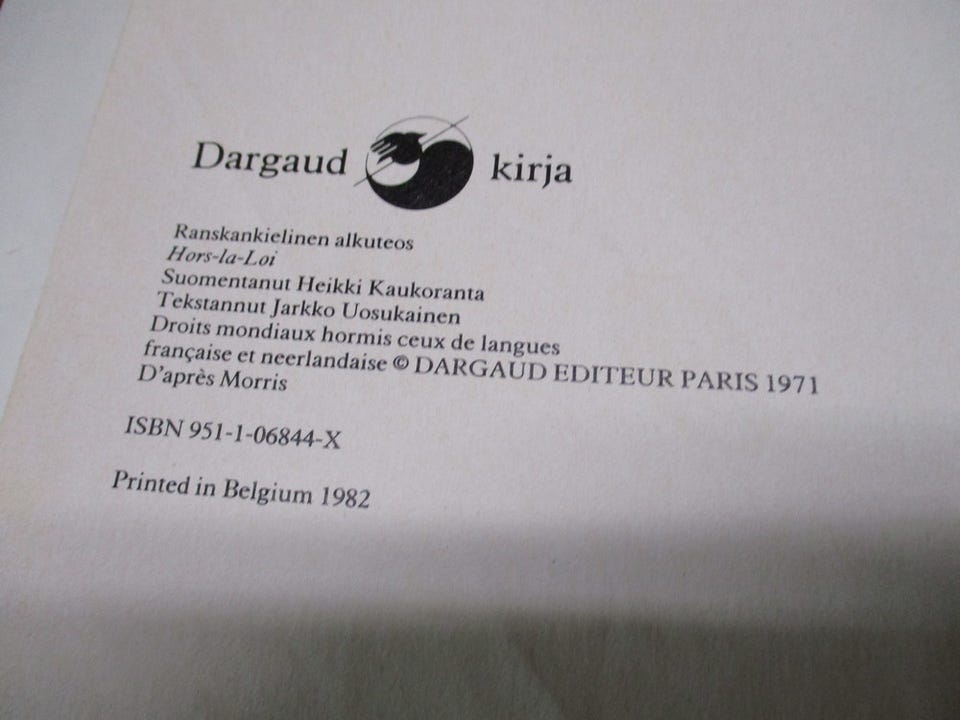 Dargaud kirja
Ranskankielinen alkuteos
Hors-la-Loi
Suomentanut Heikki Kaukoranta
Tekstannut Jarkko Uosukainen
Droits mondiaux hormis ceux de langues
française et neerlandaise © DARGAUD EDITEUR PARIS 1971
D'après Morris
ISBN 951-1-06844-X
Printed in Belgium 1982